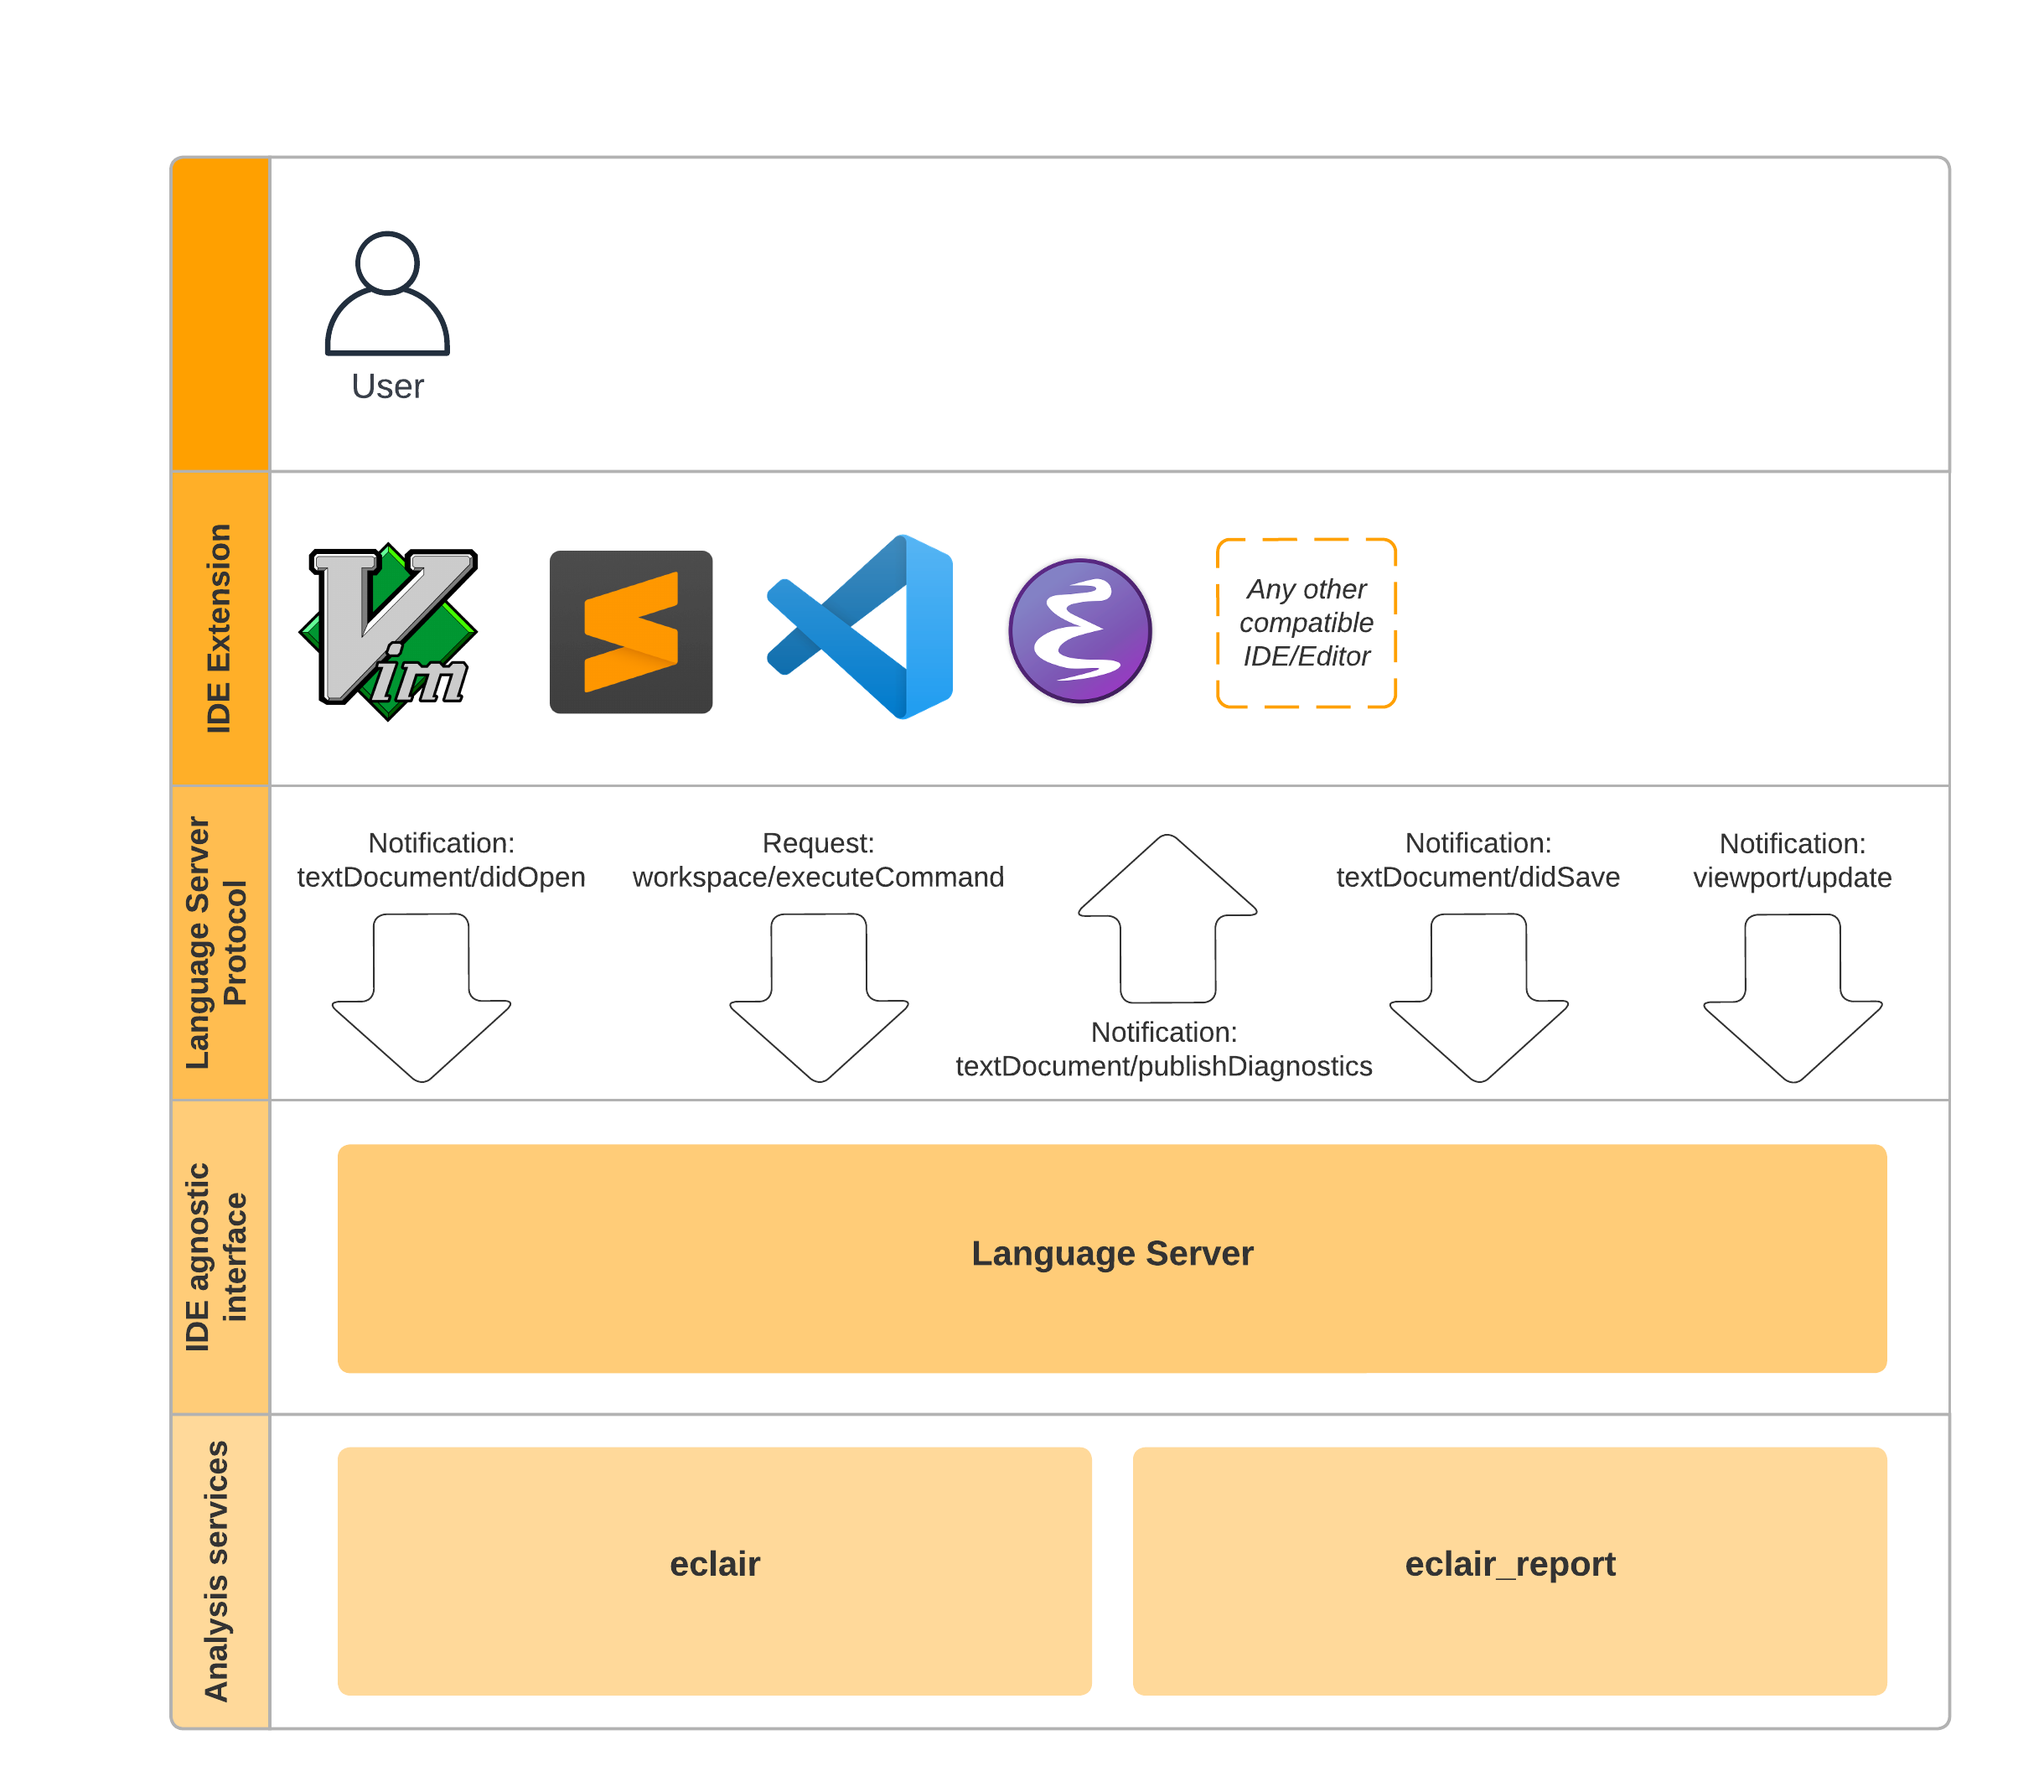 User
IDE Extension
Vim
Any other
compatible
IDE/Editor
Language Server
Protocol
Notification:
textDocument/didOpen
Request:
workspace/executeCommand
Notification:
textDocument/publishDiagnostics
Notification:
textDocument/didSave
Notification:
viewport/update
IDE agnostic
interface
Language Server
Analysis services
eclair
eclair_report